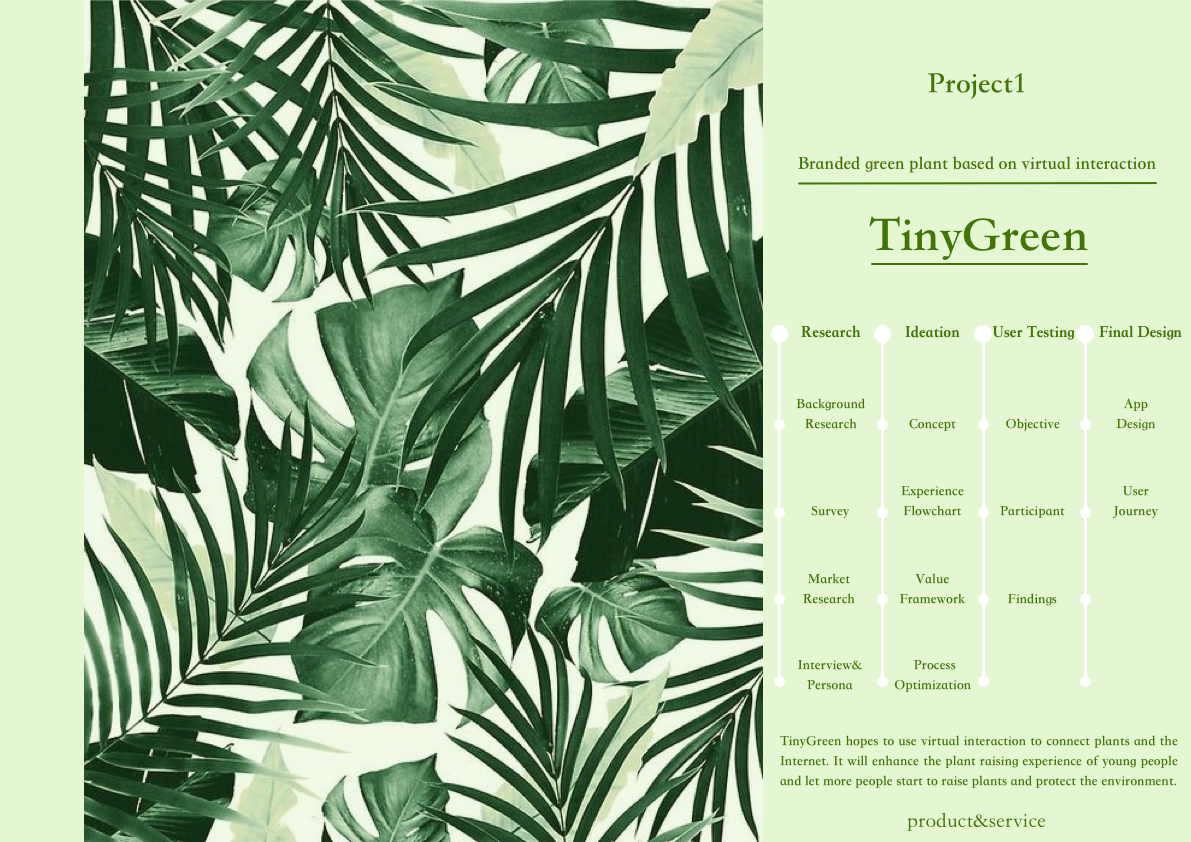 Project1
Branded green plant based on virtual interaction
TinyGreen
Research
Background
Research
Survey
Market
Research
Interview&
Persona
Ideation
Concept
Experience
Flowchart
Value
Framework
Process
Optimization
User Testing
Objective
Participant
Findings
Final Design
App
Design
User
Journey
TinyGreen hopes to use virtual interaction to connect plants and the
Internet. It will enhance the plant raising experience of young people
and let more people start to raise plants and protect the environment.
product&service